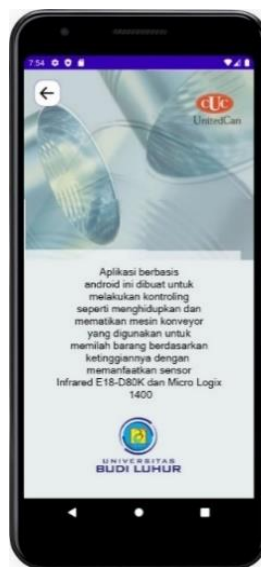 7:54
cUc
UnitedCan
Aplikasi berbasis
android ini dibuat untuk
melakukan kontroling
seperti menghidupkan dan
mematikan mesin konveyor
yang digunakan untuk
memilah barang berdasarkan
ketinggiannya dengan
memanfaatkan sensor
Infrared E18-D80K dan Micro Logix
1400
UNIVERSITAS
BUDI LUHUR